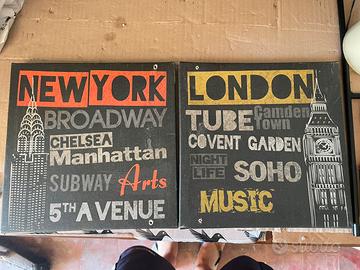 NEW YORK
BROADWAY
CHELSEA
Manhattan
SUBWAY Arts
5TH AVENUE
LONDON
TUBE Camden Town
COVENT GARDEN
NIGHT LIFE SOHO
MUSIC